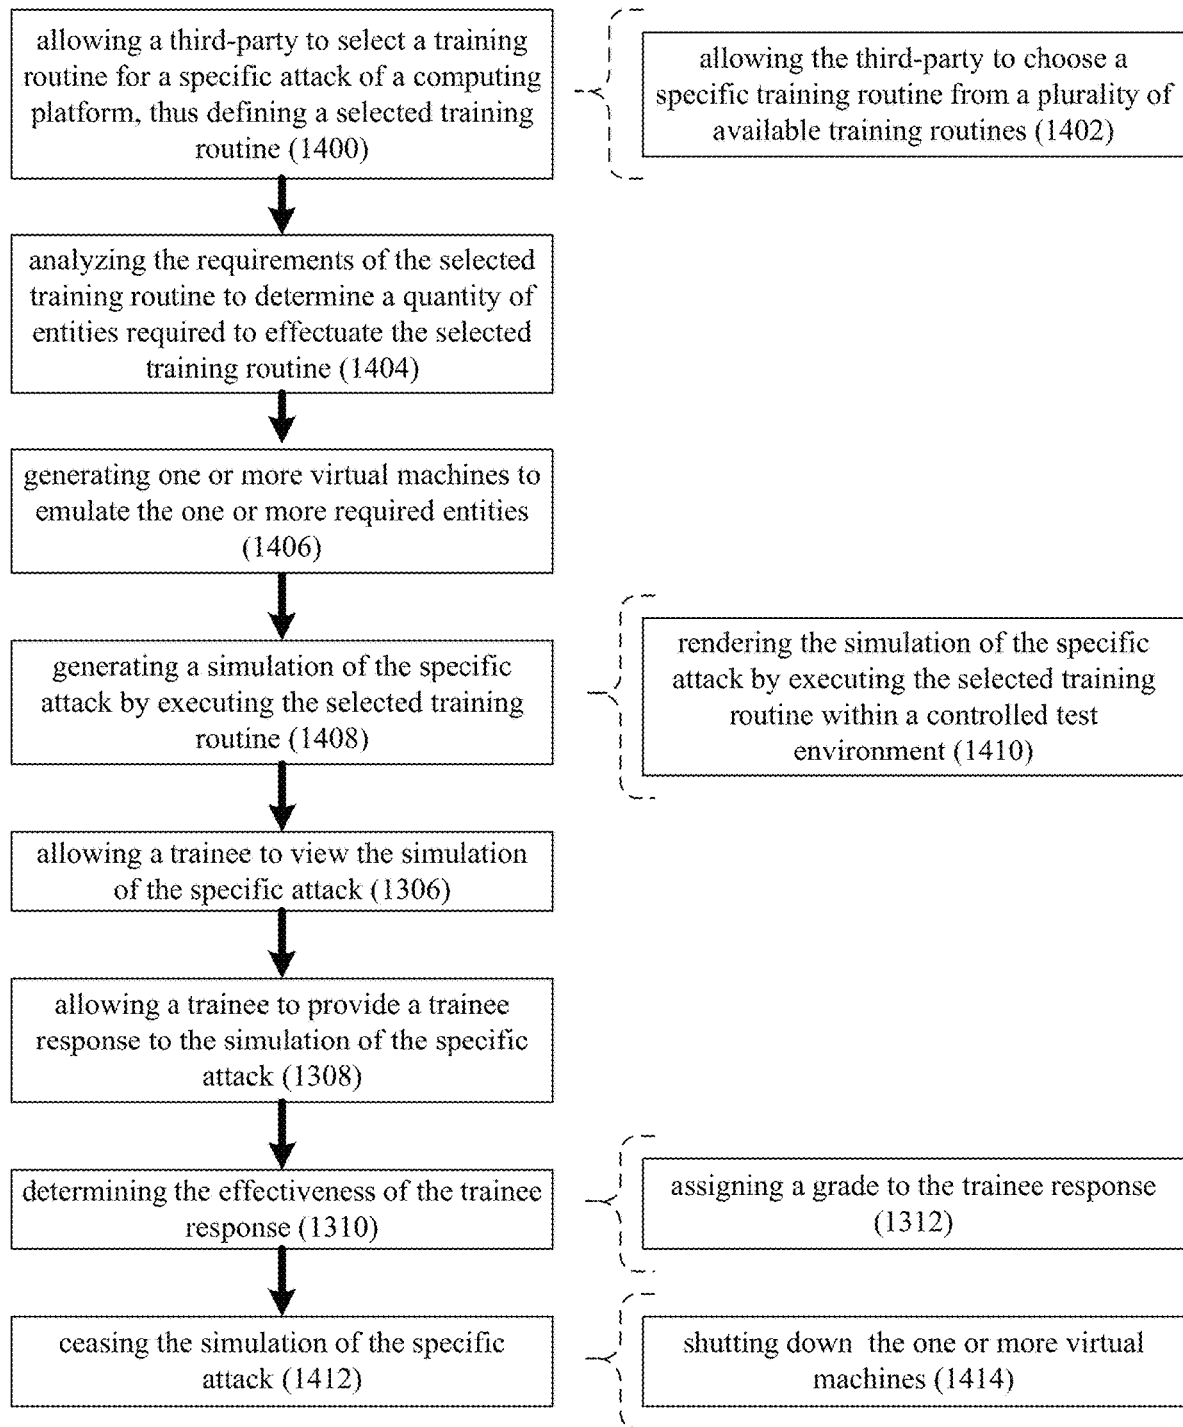 allowing a third-party to select a training
routine for a specific attack of a computing
platform, thus defining a selected training
routine (1400)
allowing the third-party to choose a
specific training routine from a plurality of
available training routines (1402)
analyzing the requirements of the selected
training routine to determine a quantity of
entities required to effectuate the selected
training routine (1404)
generating one or more virtual machines to
emulate the one or more required entities
(1406)
generating a simulation of the specific
attack by executing the selected training
routine (1408)
rendering the simulation of the specific
attack by executing the selected training
routine within a controlled test
environment (1410)
allowing a trainee to view the simulation
of the specific attack (1306)
allowing a trainee to provide a trainee
response to the simulation of the specific
attack (1308)
determining the effectiveness of the trainee
response (1310)
assigning a grade to the trainee response
(1312)
ceasing the simulation of the specific
attack (1412)
shutting down the one or more virtual
machines (1414)